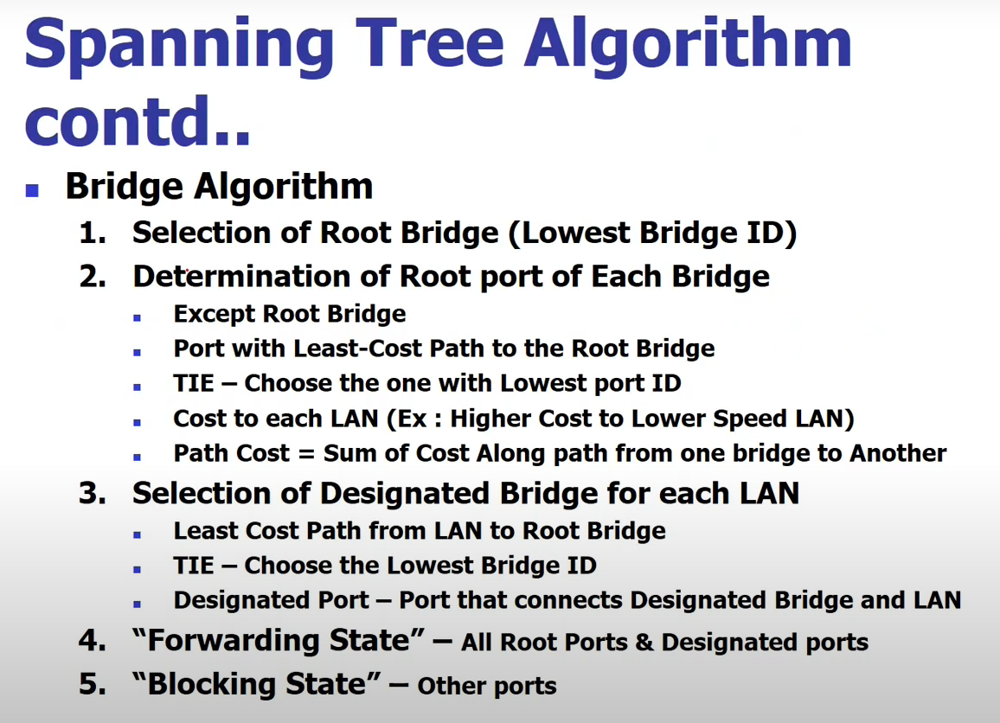 Spanning Tree Algorithm
contd..
Bridge Algorithm
1. Selection of Root Bridge (Lowest Bridge ID)
2. Determination of Root port of Each Bridge
Except Root Bridge
Port with Least-Cost Path to the Root Bridge
TIE – Choose the one with Lowest port ID
Cost to each LAN (Ex : Higher Cost to Lower Speed LAN)
Path Cost = Sum of Cost Along path from one bridge to Another
3. Selection of Designated Bridge for each LAN
Least Cost Path from LAN to Root Bridge
TIE – Choose the Lowest Bridge ID
Designated Port – Port that connects Designated Bridge and LAN
4. “Forwarding State” – All Root Ports & Designated ports
5. “Blocking State” – Other ports